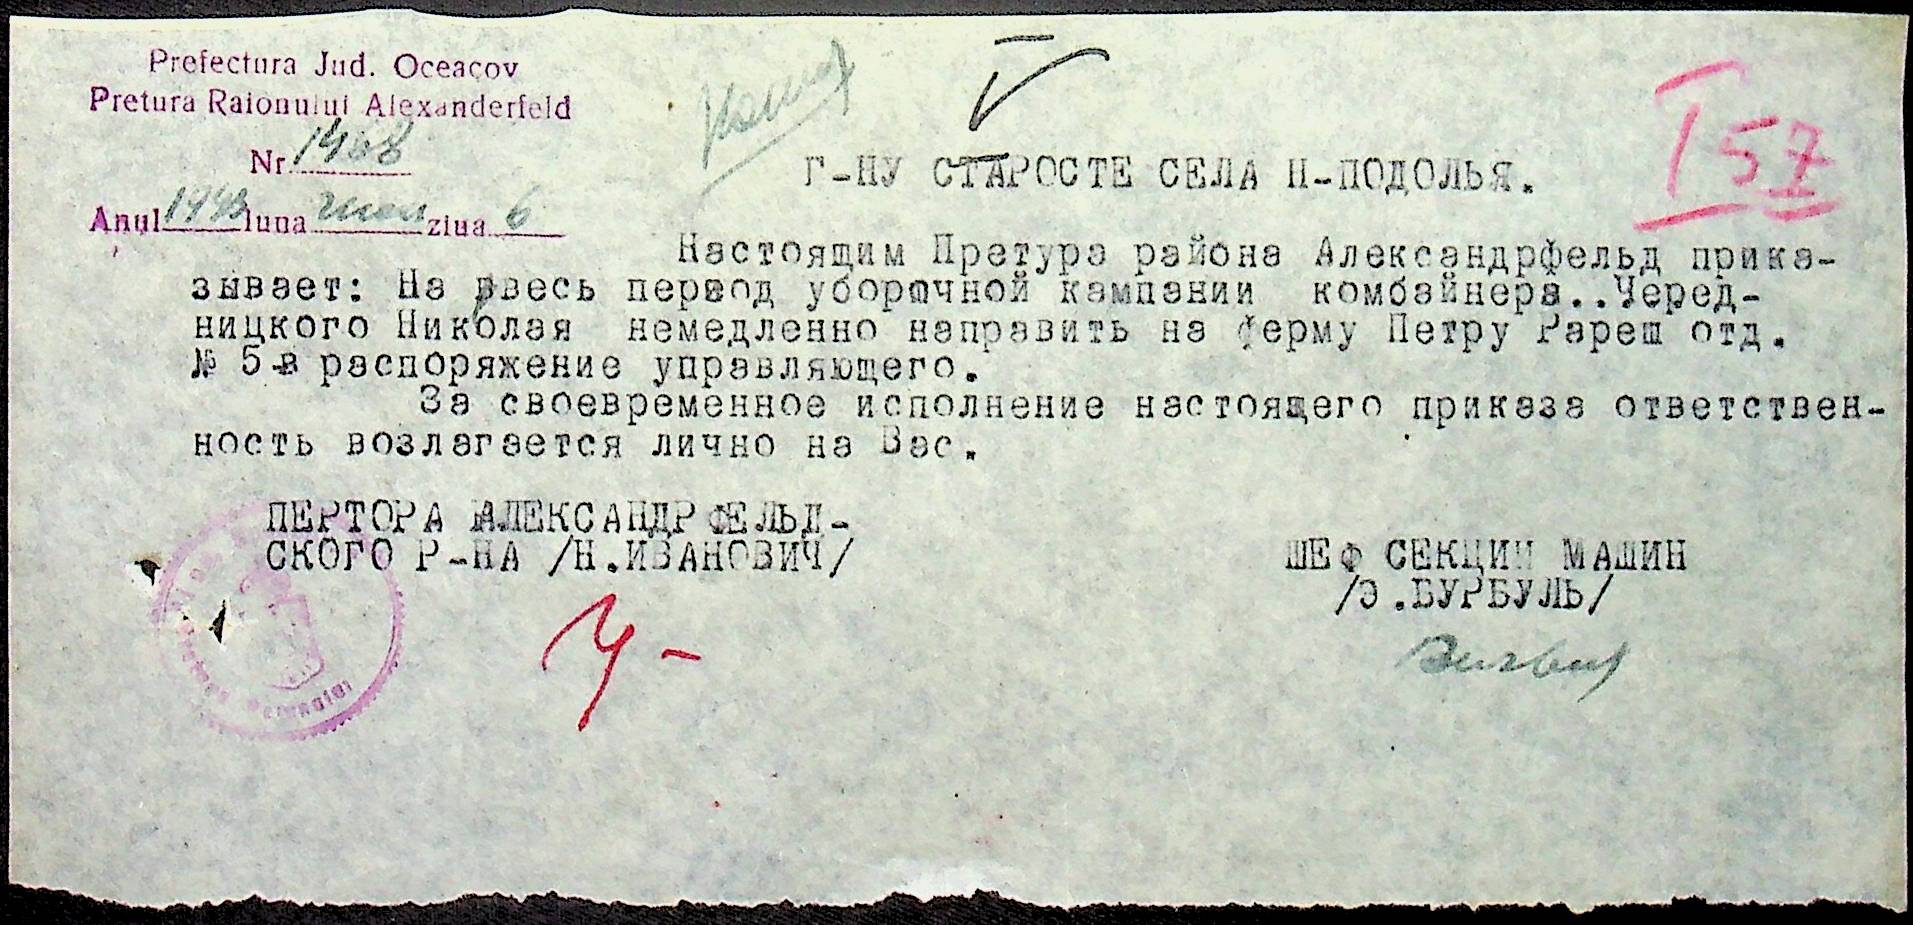 Prefectura Jud. Oceacov
Pretura Raionului Alexanderfeld
Nr. 1468
Anul 1943 luna июля ziua 6
I 57
Г-НУ СТАРОСТЕ СЕЛА Н-ПОДОЛЬЯ.
Настоящим Претура района Александрфельд прика-
зывает: На ввесь период уборочной кампании комбайнера..Черед-
ницкого Николая немедленно направить на ферму Петру Рареш отд.
№ 5-в распоряжение управляющего.
За своевременное исполнение настоящего приказа ответствен-
ность возлагается лично на Вас.
ПЕРТОРА АЛЕКСАНДРФЕЛЬД-
СКОГО Р-НА /Н.ИВАНОВИЧ/
ШЕФ СЕКЦИИ МАШИН
/Э.БУРБУЛЬ/